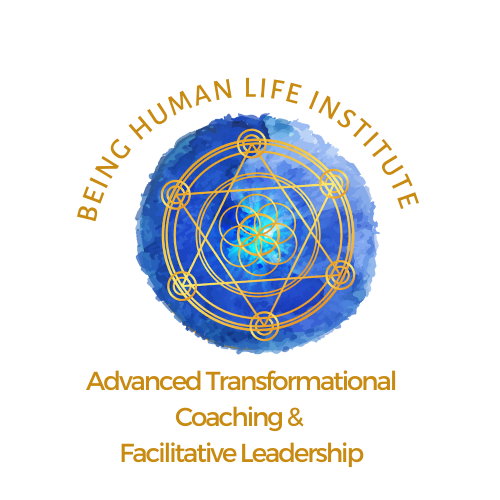 BEING HUMAN LIFE INSTITUTE
Advanced Transformational
Coaching &
Facilitative Leadership